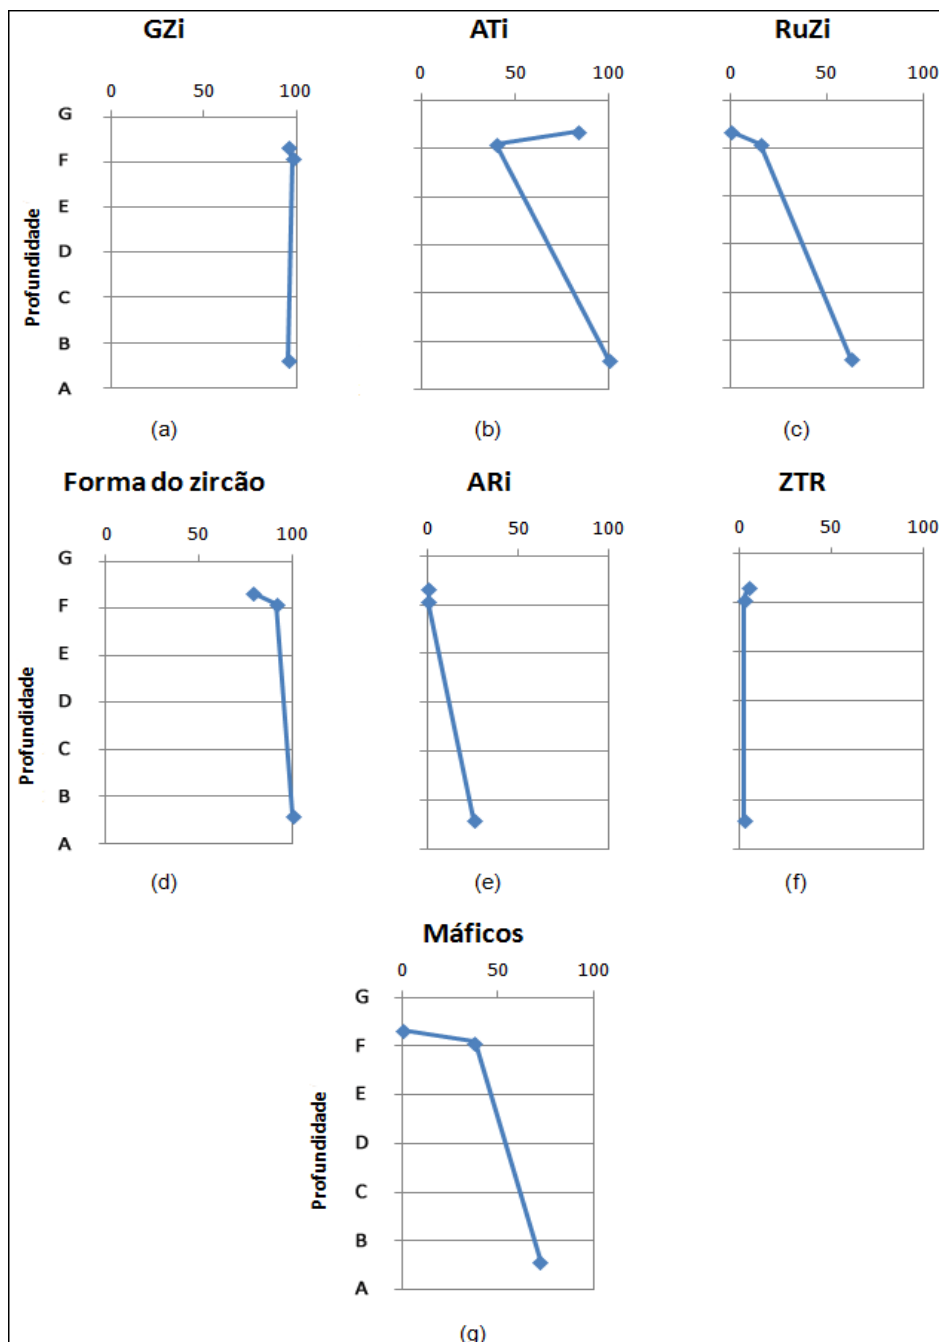 GZi ATi RuZi
0 50 100 0 50 100 0 50 100
G
F
E
D
C
B
A
Profundidade
(a) (b) (c)
Forma do zircão ARi ZTR
0 50 100 0 50 100 0 50 100
G
F
E
D
C
B
A
Profundidade
(d) (e) (f)
Máficos
0 50 100
G
F
E
D
C
B
A
Profundidade
(g)